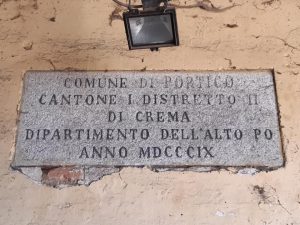 COMUNE DI PORTICO
CANTONE I. DISTRETTO II
DI CREMA
DIPARTIMENTO DELL'ALTO PO
ANNO MDCCCIX